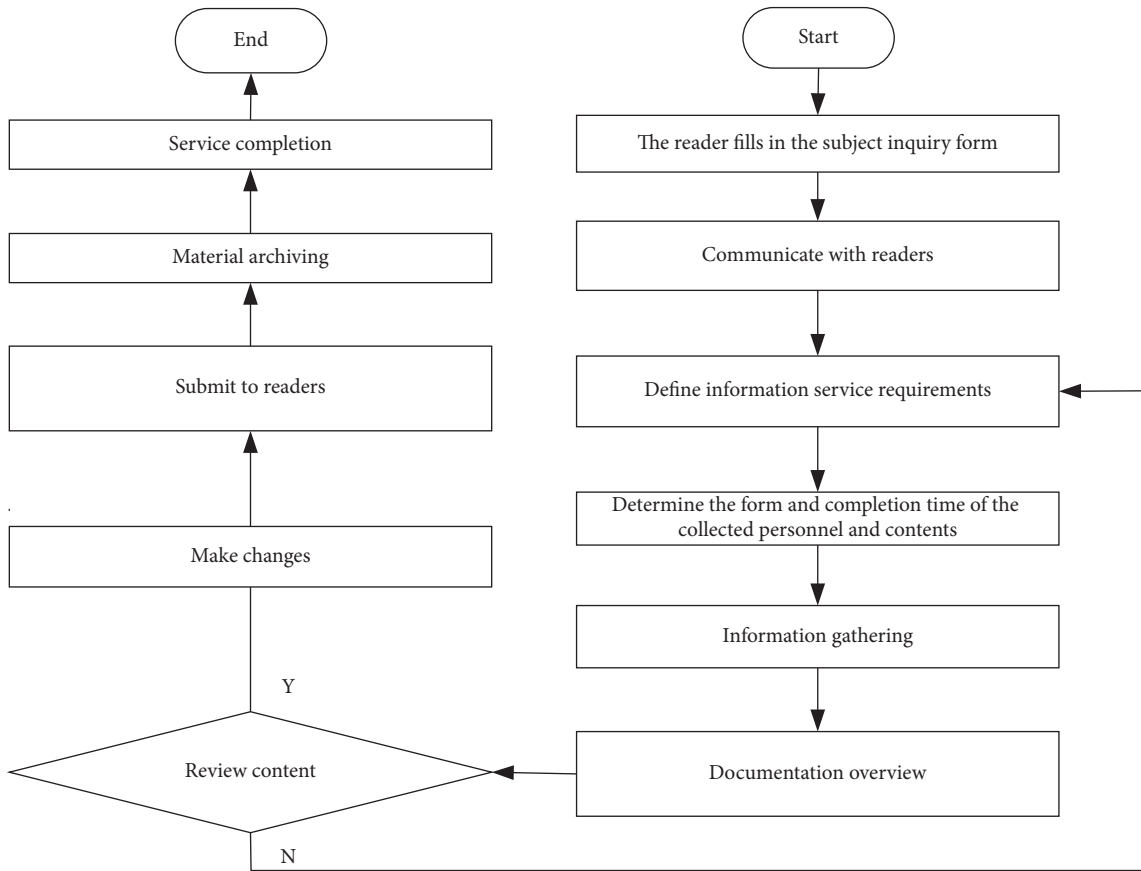 Start
The reader fills in the subject inquiry form
Communicate with readers
Define information service requirements
Determine the form and completion time of the
collected personnel and contents
Information gathering
Documentation overview
Review content
Y
N
Make changes
Submit to readers
Material archiving
Service completion
End